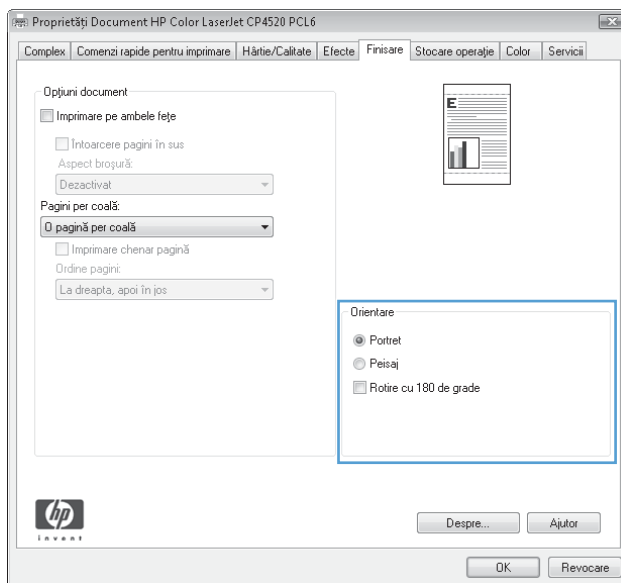 Proprietăți Document HP Color LaserJet CP4520 PCL6
Complex
Comenzi rapide pentru imprimare
Hârtie/Calitate
Efecte
Finisare
Stocare operație
Color
Servicii
Opțiuni document
Imprimare pe ambele fețe
Întoarcere pagini în sus
Aspect broșură:
Dezactivat
Pagini per coală:
O pagină per coală
Imprimare chenar pagină
Ordine pagini:
La dreapta, apoi în jos
E
Orientare
Portret
Peisaj
Rotire cu 180 de grade
hp
invent
Despre...
Ajutor
OK
Revocare